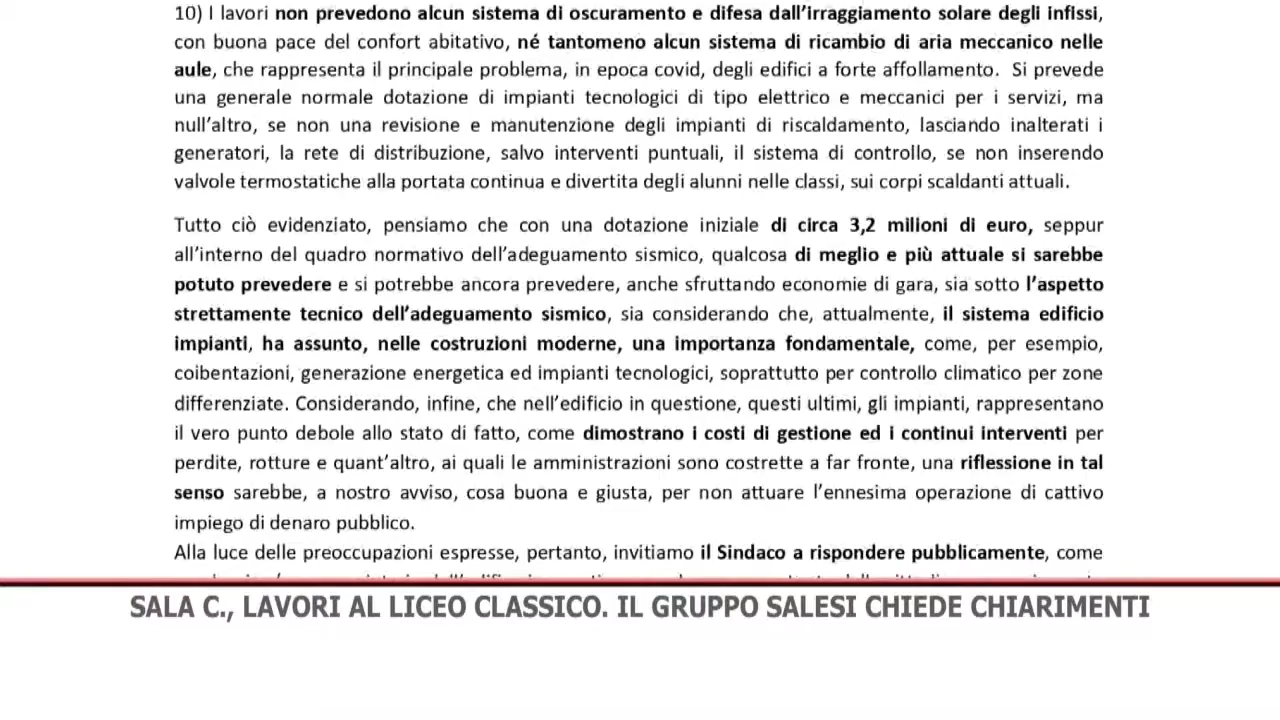 10) I lavori non prevedono alcun sistema di oscuramento e difesa dall’irraggiamento solare degli infissi,
con buona pace del confort abitativo, né tantomeno alcun sistema di ricambio di aria meccanico nelle
aule, che rappresenta il principale problema, in epoca covid, degli edifici a forte affollamento. Si prevede
una generale normale dotazione di impianti tecnologici di tipo elettrico e meccanici per i servizi, ma
null’altro, se non una revisione e manutenzione degli impianti di riscaldamento, lasciando inalterati i
generatori, la rete di distribuzione, salvo interventi puntuali, il sistema di controllo, se non inserendo
valvole termostatiche alla portata continua e divertita degli alunni nelle classi, sui corpi scaldanti attuali.
Tutto ciò evidenziato, pensiamo che con una dotazione iniziale di circa 3,2 milioni di euro, seppur
all’interno del quadro normativo dell’adeguamento sismico, qualcosa di meglio e più attuale si sarebbe
potuto prevedere e si potrebbe ancora prevedere, anche sfruttando economie di gara, sia sotto l’aspetto
strettamente tecnico dell’adeguamento sismico, sia considerando che, attualmente, il sistema edificio
impianti, ha assunto, nelle costruzioni moderne, una importanza fondamentale, come, per esempio,
coibentazioni, generazione energetica ed impianti tecnologici, soprattutto per controllo climatico per zone
differenziate. Considerando, infine, che nell’edificio in questione, questi ultimi, gli impianti, rappresentano
il vero punto debole allo stato di fatto, come dimostrano i costi di gestione ed i continui interventi per
perdite, rotture e quant’altro, ai quali le amministrazioni sono costrette a far fronte, una riflessione in tal
senso sarebbe, a nostro avviso, cosa buona e giusta, per non attuare l’ennesima operazione di cattivo
impiego di denaro pubblico.
Alla luce delle preoccupazioni espresse, pertanto, invitiamo il Sindaco a rispondere pubblicamente, come
SALA C., LAVORI AL LICEO CLASSICO. IL GRUPPO SALESI CHIEDE CHIARIMENTI